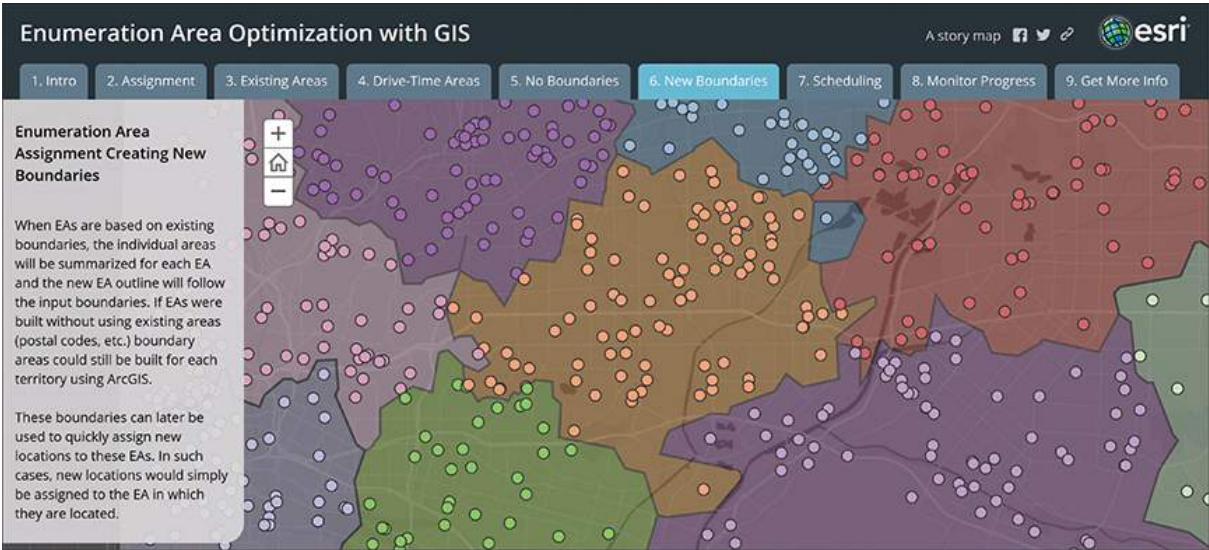 Enumeration Area Optimization with GIS
A story map
esri
1. Intro
2. Assignment
3. Existing Areas
4. Drive-Time Areas
5. No Boundaries
6. New Boundaries
7. Scheduling
8. Monitor Progress
9. Get More Info
Enumeration Area
Assignment Creating New
Boundaries
When EAs are based on existing
boundaries, the individual areas
will be summarized for each EA
and the new EA outline will follow
the input boundaries. If EAs were
built without using existing areas
(postal codes, etc.) boundary
areas could still be built for each
territory using ArcGIS.
These boundaries can later be
used to quickly assign new
locations to these EAs. In such
cases, new locations would simply
be assigned to the EA in which
they are located.